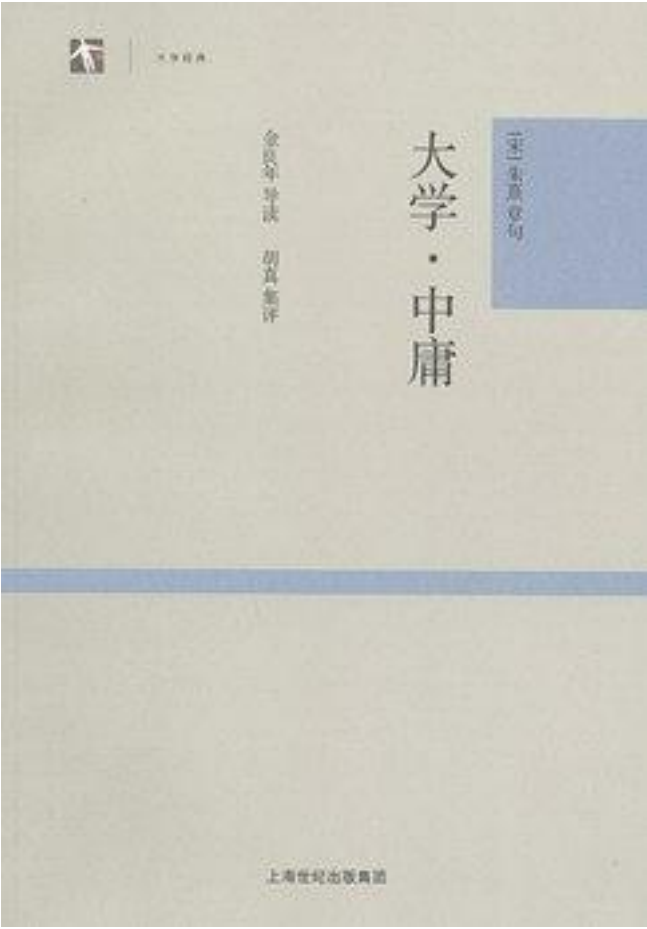 大学经典
[宋]朱熹 章句
大学·中庸
金良年 导读 胡真 集评
上海世纪出版集团